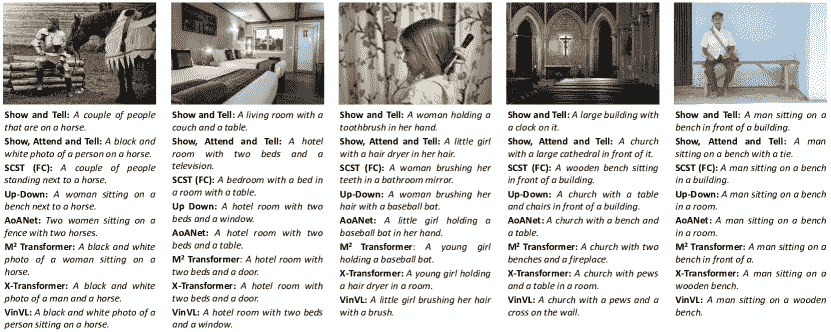 Show and Tell: A couple of people
that are on a horse.
Show, Attend and Tell: A black and
white photo of a person on a horse.
SCST (FC): A couple of people
standing next to a horse.
Up-Down: A woman sitting on a
bench next to a horse.
AoANet: Two women sitting on a
fence with two horses.
M² Transformer: A black and white
photo of a woman sitting on a
horse.
X-Transformer: A black and white
photo of a man and a horse.
VinVL: A black and white photo of a
person sitting on a horse.
Show and Tell: A living room with a
couch and a table.
Show, Attend and Tell: A hotel
room with two beds and a
television.
SCST (FC): A bedroom with a bed in
a room with a table.
Up Down: A hotel room with two
beds and a window.
AoANet: A hotel room with two
beds and a table.
M² Transformer: A hotel room with
two beds and a door.
X-Transformer: A hotel room with
two beds and a door.
VinVL: A hotel room with two beds
and a window.
Show and Tell: A woman holding a
toothbrush in her hand.
Show, Attend and Tell: A little girl
with a hair dryer in her hair.
SCST (FC): A woman brushing her
teeth in a bathroom mirror.
Up-Down: A woman brushing her
hair with a baseball bat.
AoANet: A little girl holding a
baseball bat in her hand.
M² Transformer: A young girl
holding a baseball bat.
X-Transformer: A young girl holding
a hair dryer in a room.
VinVL: A little girl brushing her hair
with a brush.
Show and Tell: A large building with
a clock on it.
Show, Attend and Tell: A church
with a large cathedral in front of it.
SCST (FC): A wooden bench sitting
in front of a building.
Up-Down: A church with a table
and chairs in front of a building.
AoANet: A church with a bench and
a table.
M² Transformer: A church with two
benches and a fireplace.
X-Transformer: A church with pews
and a table in a room.
VinVL: A church with a pews and a
cross on the wall.
Show and Tell: A man sitting on a
bench in front of a building.
Show, Attend and Tell: A man
sitting on a bench with a tie.
SCST (FC): A man sitting on a bench
in a building.
Up-Down: A man sitting on a bench
in a room.
AoANet: A man sitting on a bench
in a room.
M² Transformer: A man sitting on a
bench in front of a.
X-Transformer: A man sitting on a
wooden bench.
VinVL: A man sitting on a wooden
bench.